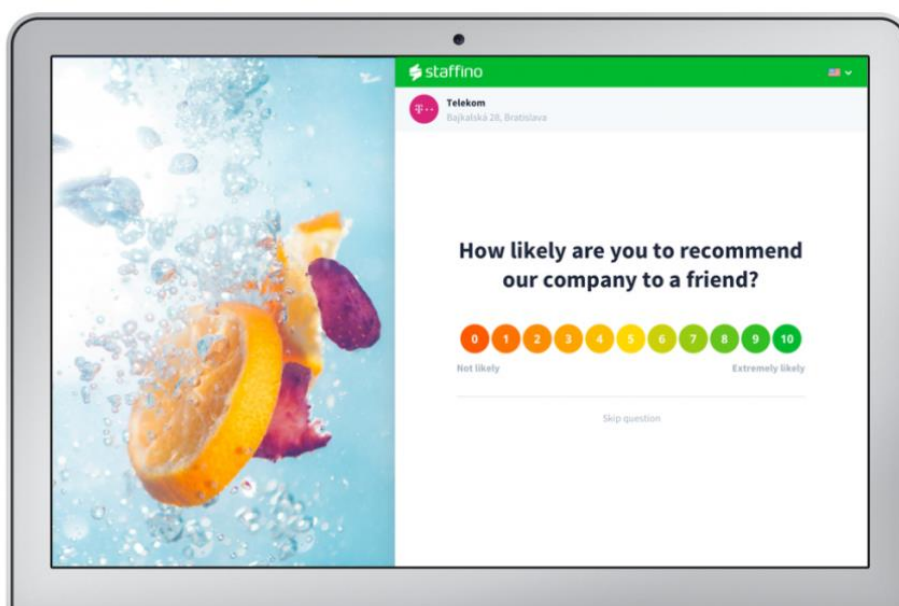 staffino
Telekom
Bajkalská 28, Bratislava
How likely are you to recommend
our company to a friend?
0 1 2 3 4 5 6 7 8 9 10
Not likely Extremely likely
Skip question